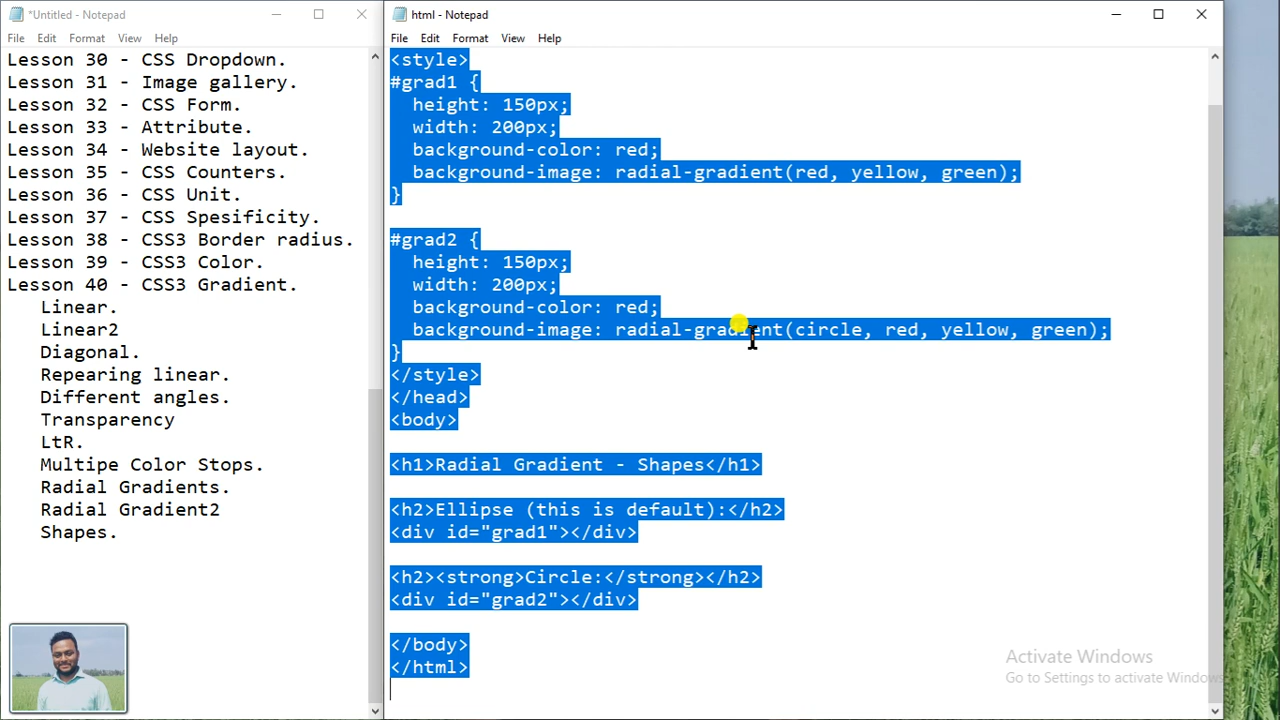 *Untitled - Notepad
File Edit Format View Help
Lesson 30 - CSS Dropdown.
Lesson 31 - Image gallery.
Lesson 32 - CSS Form.
Lesson 33 - Attribute.
Lesson 34 - Website layout.
Lesson 35 - CSS Counters.
Lesson 36 - CSS Unit.
Lesson 37 - CSS Spesificity.
Lesson 38 - CSS3 Border radius.
Lesson 39 - CSS3 Color.
Lesson 40 - CSS3 Gradient.
Linear.
Linear2
Diagonal.
Repearing linear.
Different angles.
Transparency
LtR.
Multipe Color Stops.
Radial Gradients.
Radial Gradient2
Shapes.
html - Notepad
File Edit Format View Help
<style>
#grad1 {
height: 150px;
width: 200px;
background-color: red;
background-image: radial-gradient(red, yellow, green);
}
#grad2 {
height: 150px;
width: 200px;
background-color: red;
background-image: radial-gradient(circle, red, yellow, green);
}
</style>
</head>
<body>
<h1>Radial Gradient - Shapes</h1>
<h2>Ellipse (this is default):</h2>
<div id="grad1"></div>
<h2><strong>Circle:</strong></h2>
<div id="grad2"></div>
</body>
</html>
Activate Windows
Go to Settings to activate Windows.